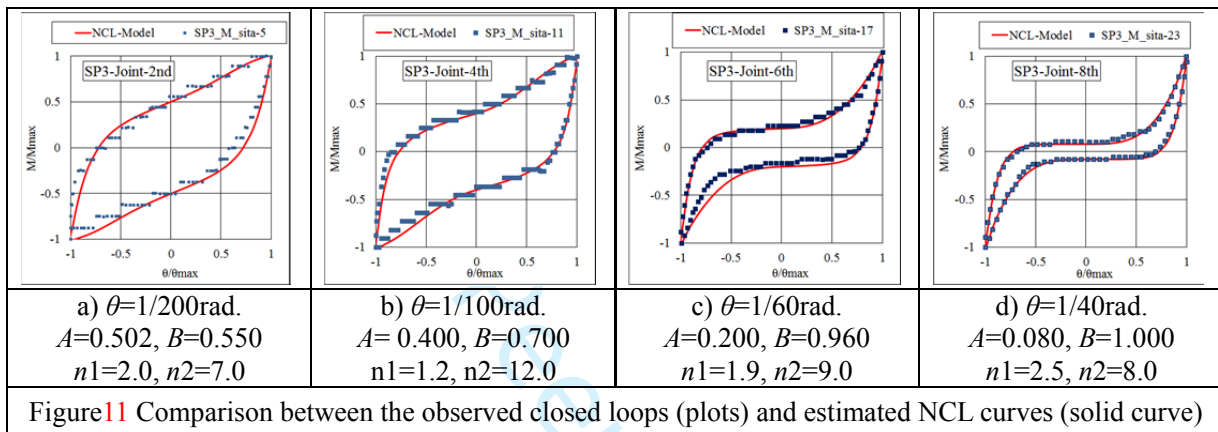 NCL-Model SP3_M_sita-5
SP3-Joint-2nd
M/Mmax
1
0.5
0
-0.5
-1
-1 -0.5 0 0.5 1
θ/θmax
NCL-Model SP3_M_sita-11
SP3-Joint-4th
M/Mmax
1
0.5
0
-0.5
-1
-1 -0.5 0 0.5 1
θ/θmax
NCL-Model SP3_M_sita-17
SP3-Joint-6th
M/Mmax
1
0.5
0
-0.5
-1
-1 -0.5 0 0.5 1
θ/θmax
NCL-Model SP3_M_sita-23
SP3-Joint-8th
M/Mmax
1
0.5
0
-0.5
-1
-1 -0.5 0 0.5 1
θ/θmax
a) θ=1/200rad.
A=0.502, B=0.550
n1=2.0, n2=7.0
b) θ=1/100rad.
A= 0.400, B=0.700
n1=1.2, n2=12.0
c) θ=1/60rad.
A=0.200, B=0.960
n1=1.9, n2=9.0
d) θ=1/40rad.
A=0.080, B=1.000
n1=2.5, n2=8.0
Figure11 Comparison between the observed closed loops (plots) and estimated NCL curves (solid curve)